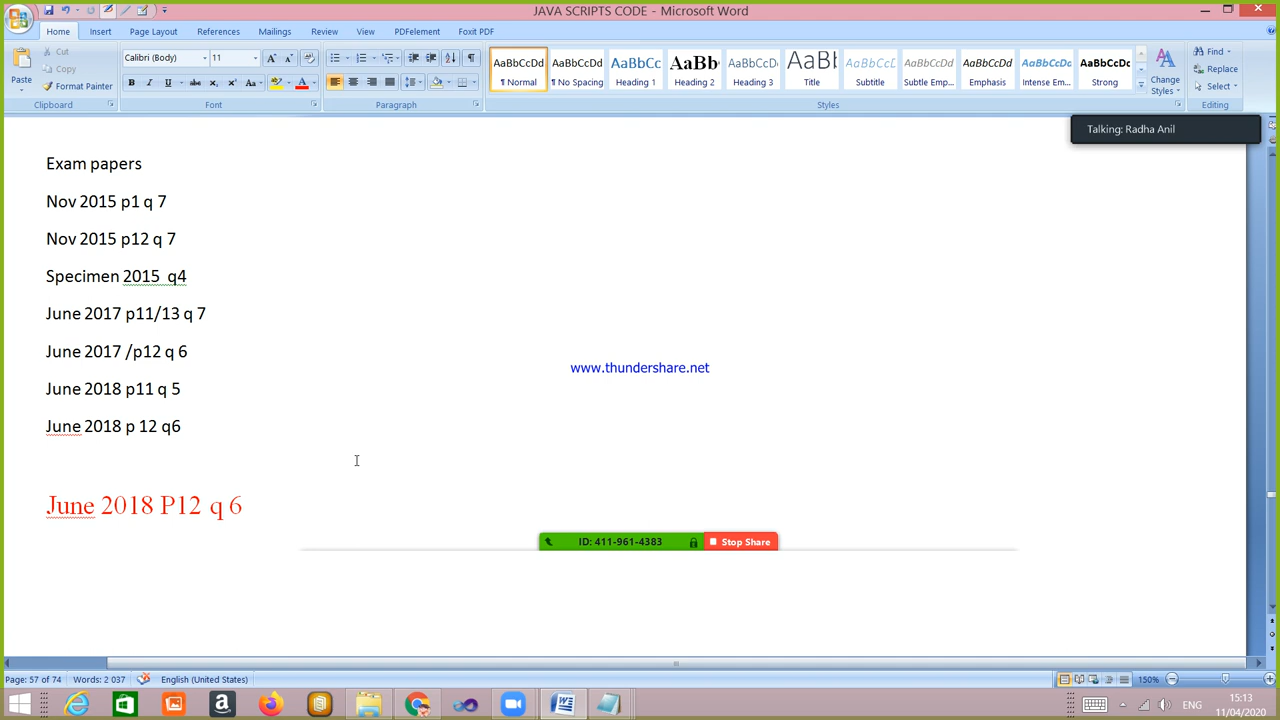 JAVA SCRIPTS CODE - Microsoft Word
Home Insert Page Layout References Mailings Review View PDFelement Foxit PDF
Paste
Cut
Copy
Format Painter
Clipboard
Calibri (Body) 11
Font
Paragraph
AaBbCcDd AaBbCcDd AaBbCc AaBb AaBbCcD AaB AaBbCcD AaBbCcDd AaBbCcDd AaBbCcDd AaBbCcDc
¶ Normal ¶ No Spacing Heading 1 Heading 2 Heading 3 Title Subtitle Subtle Emp... Emphasis Intense Em... Strong
Styles
Change Styles
Find
Replace
Select
Editing
Talking: Radha Anil
Exam papers
Nov 2015 p1 q 7
Nov 2015 p12 q 7
Specimen 2015 q4
June 2017 p11/13 q 7
June 2017 /p12 q 6
www.thundershare.net
June 2018 p11 q 5
June 2018 p 12 q6
June 2018 P12 q 6
ID: 411-961-4383 Stop Share
Page: 57 of 74 Words: 2 037 English (United States) 150%
ENG 15:13
11/04/2020